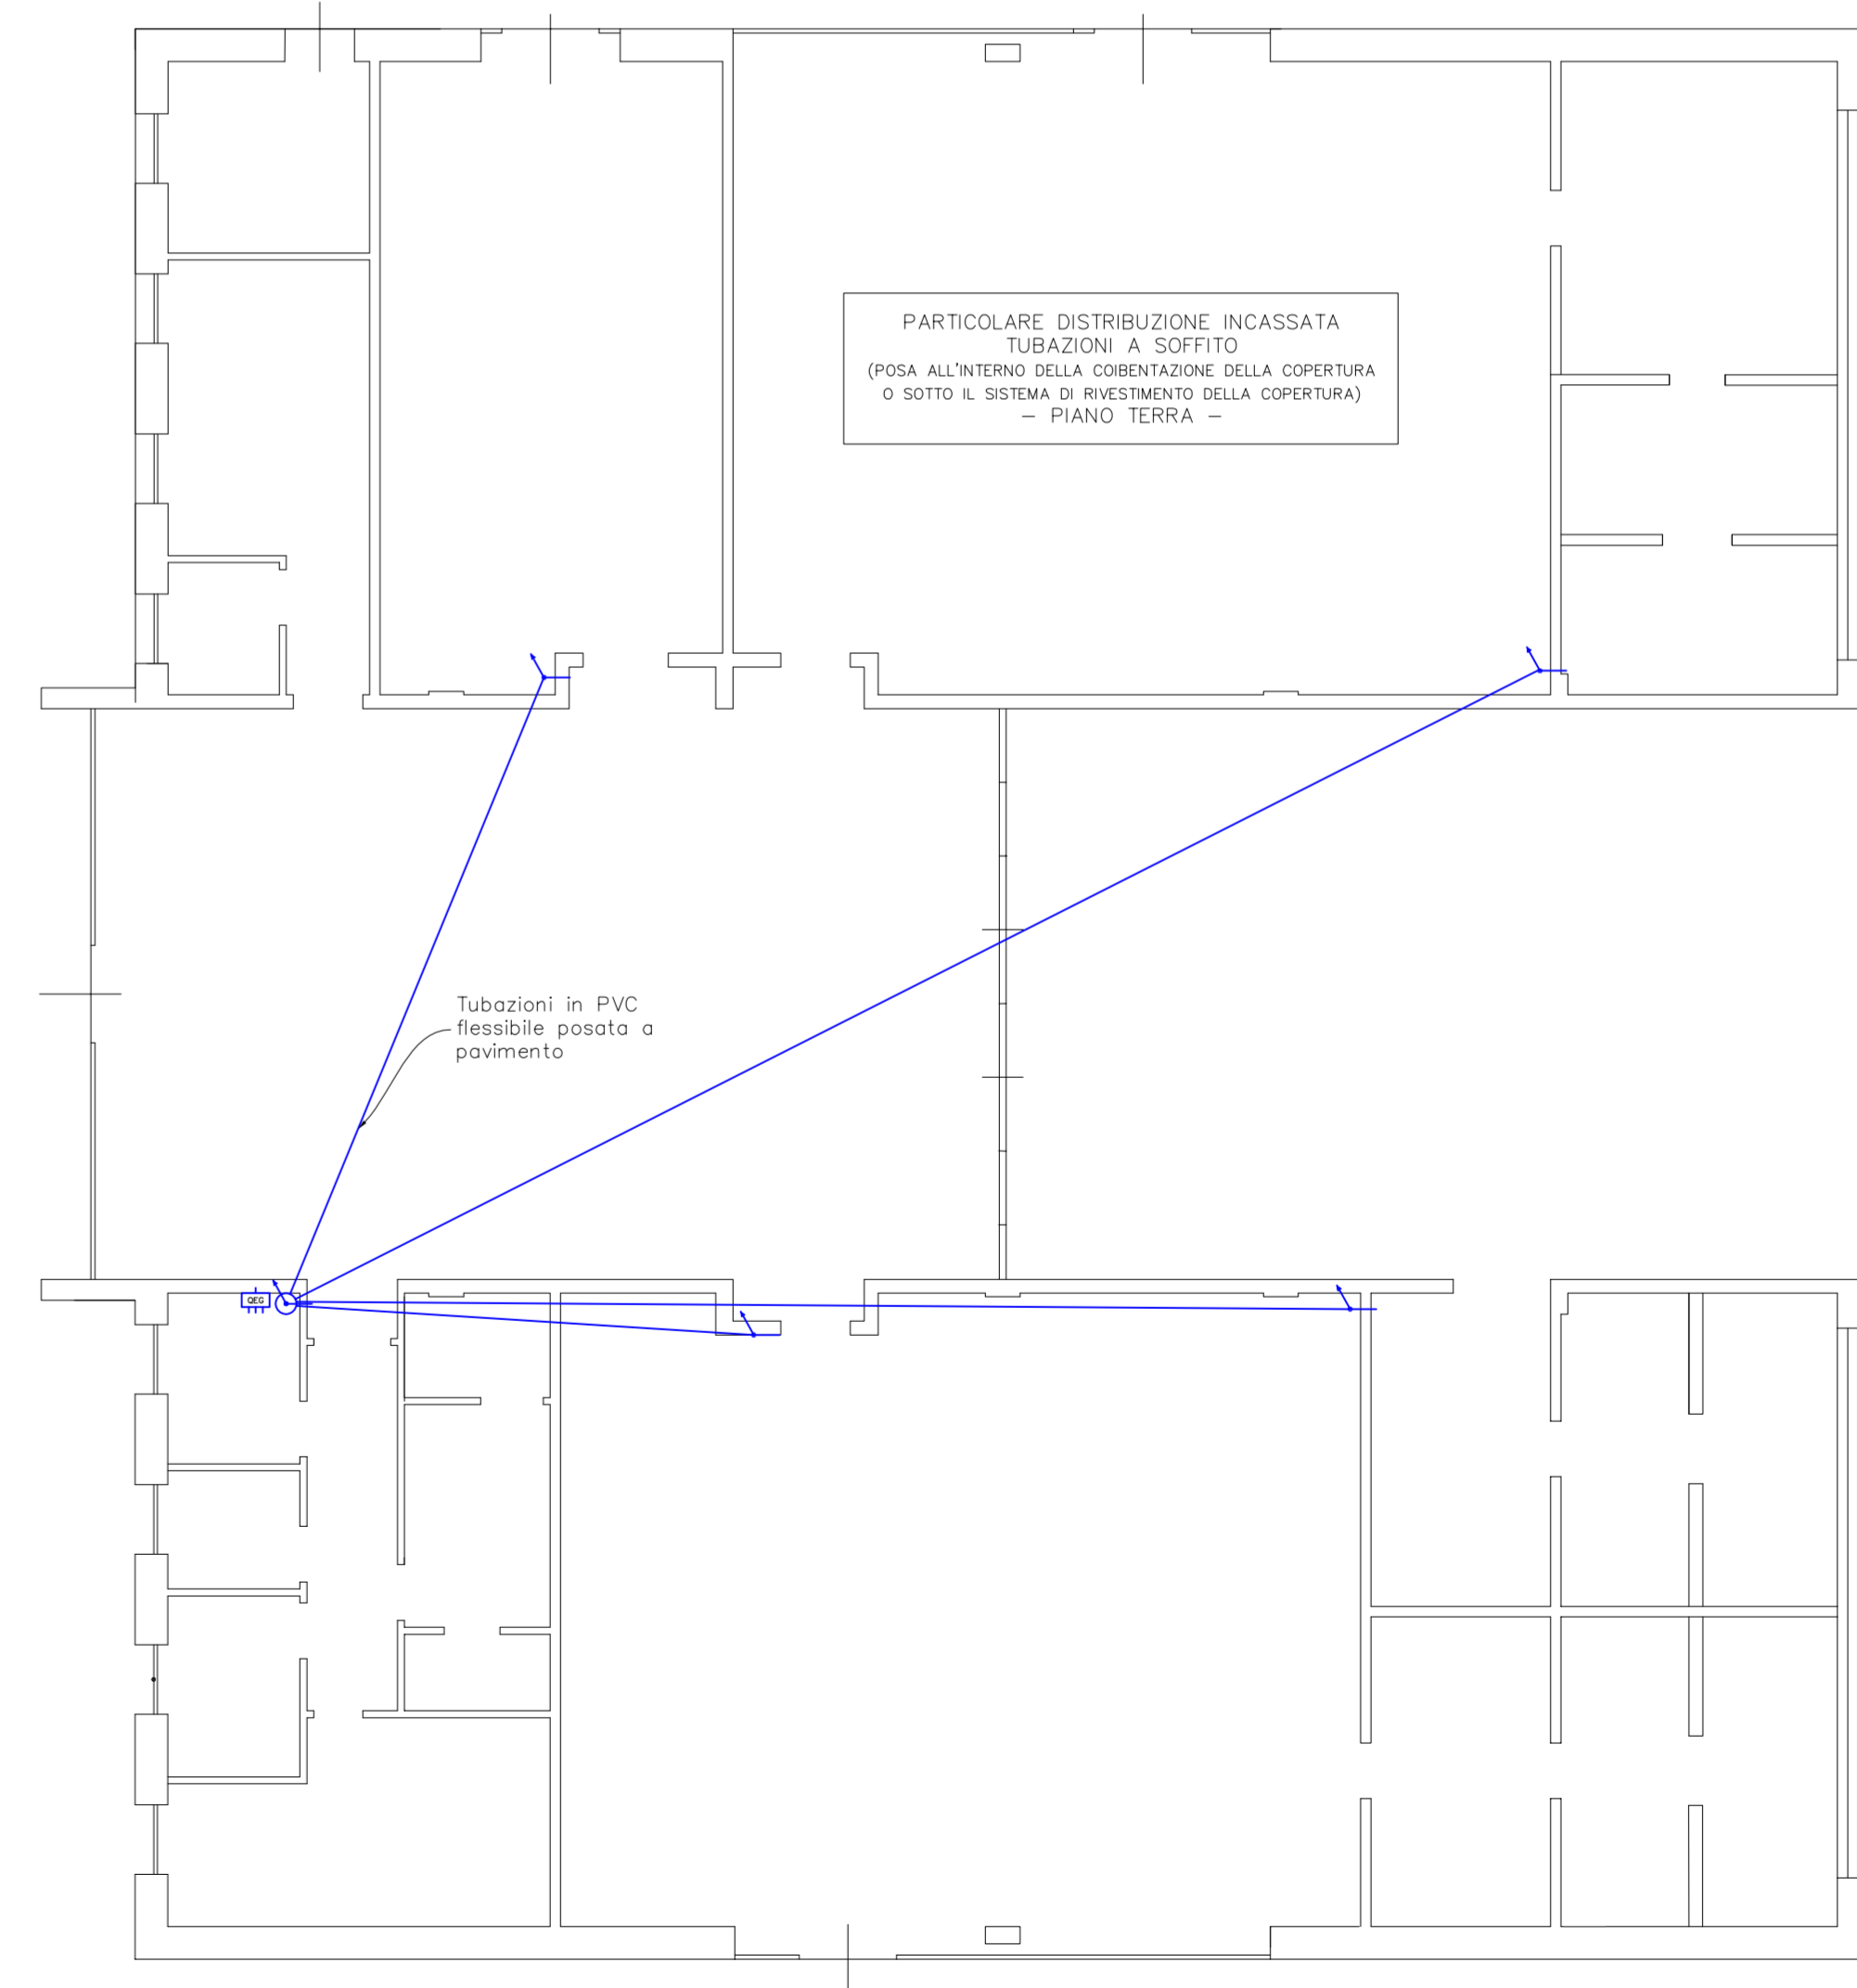 PARTICOLARE DISTRIBUZIONE INCASSATA
TUBAZIONI A SOFFITO
(POSA ALL'INTERNO DELLA COIBENTAZIONE DELLA COPERTURA
O SOTTO IL SISTEMA DI RIVESTIMENTO DELLA COPERTURA)
— PIANO TERRA —
Tubazioni in PVC
flessibile posata a
pavimento
QEG